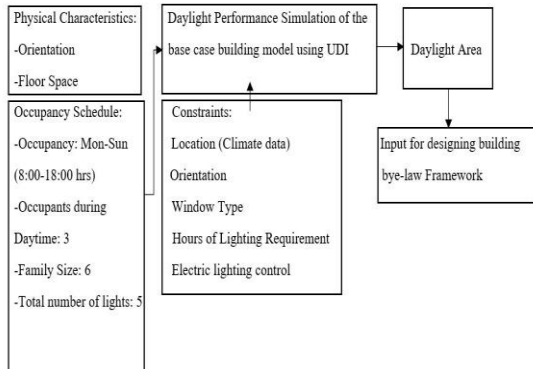 Physical Characteristics:
-Orientation
-Floor Space
Occupancy Schedule:
-Occupancy: Mon-Sun
(8:00-18:00 hrs)
-Occupants during
Daytime: 3
-Family Size: 6
-Total number of lights: 5
Daylight Performance Simulation of the
base case building model using UDI
Constraints:
Location (Climate data)
Orientation
Window Type
Hours of Lighting Requirement
Electric lighting control
Daylight Area
Input for designing building
bye-law Framework